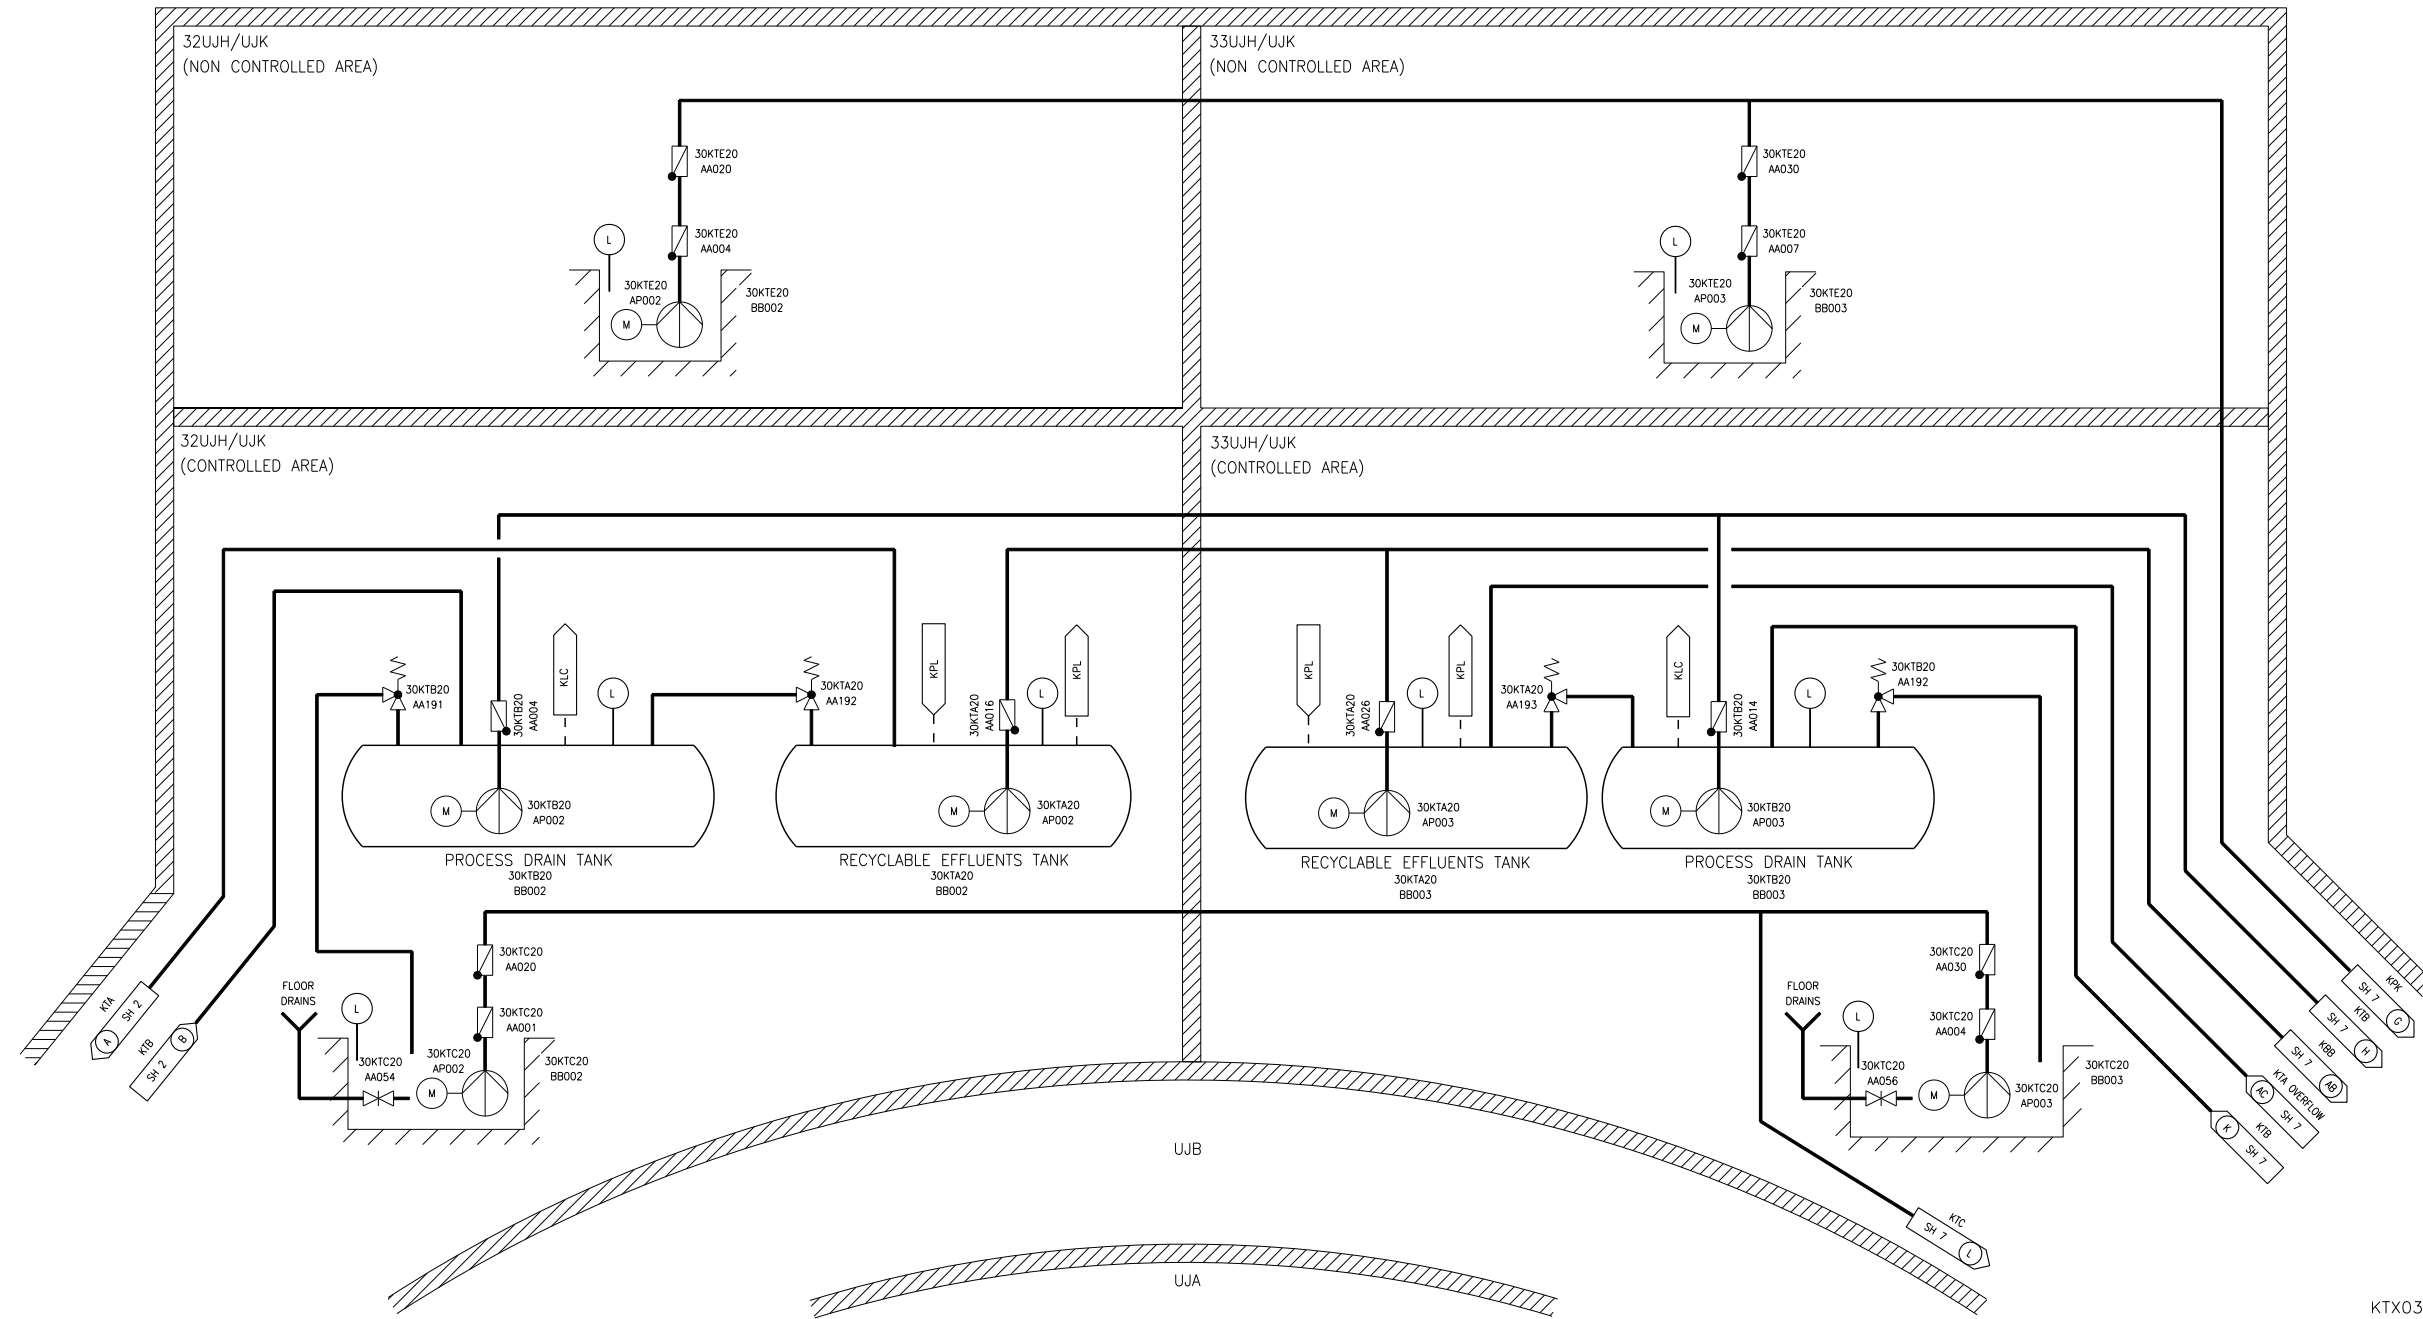 32UJH/UJK
(NON CONTROLLED AREA)
33UJH/UJK
(NON CONTROLLED AREA)
30KTE20
AA020
30KTE20
AA030
L
30KTE20
AA004
L
30KTE20
AA007
30KTE20
AP002
M
30KTE20
BB002
30KTE20
AP003
M
30KTE20
BB003
32UJH/UJK
(CONTROLLED AREA)
33UJH/UJK
(CONTROLLED AREA)
30KTB20
AA191
30KTB20
AA004
KLC
L
30KTA20
AA192
KPL
30KTA20
AA016
L
KPL
KPL
30KTA20
AA026
L
KPL
30KTA20
AA193
KLC
30KTB20
AA014
L
30KTB20
AA192
M
30KTB20
AP002
M
30KTA20
AP002
M
30KTA20
AP003
M
30KTB20
AP003
PROCESS DRAIN TANK
30KTB20
BB002
RECYCLABLE EFFLUENTS TANK
30KTA20
BB002
RECYCLABLE EFFLUENTS TANK
30KTA20
BB003
PROCESS DRAIN TANK
30KTB20
BB003
KTA
SH 2
A
KTB
SH 2
B
FLOOR
DRAINS
L
30KTC20
AA020
30KTC20
AA001
30KTC20
AA054
30KTC20
AP002
M
30KTC20
BB002
FLOOR
DRAINS
L
30KTC20
AA030
30KTC20
AA004
30KTC20
AA056
M
30KTC20
AP003
30KTC20
BB003
KPK
SH 7
G
KTB
SH 7
H
KBB
SH 7
AB
KTA OVERFLOW
SH 7
AC
KTB
SH 7
K
KTC
SH 7
L
UJB
UJA
KTX03